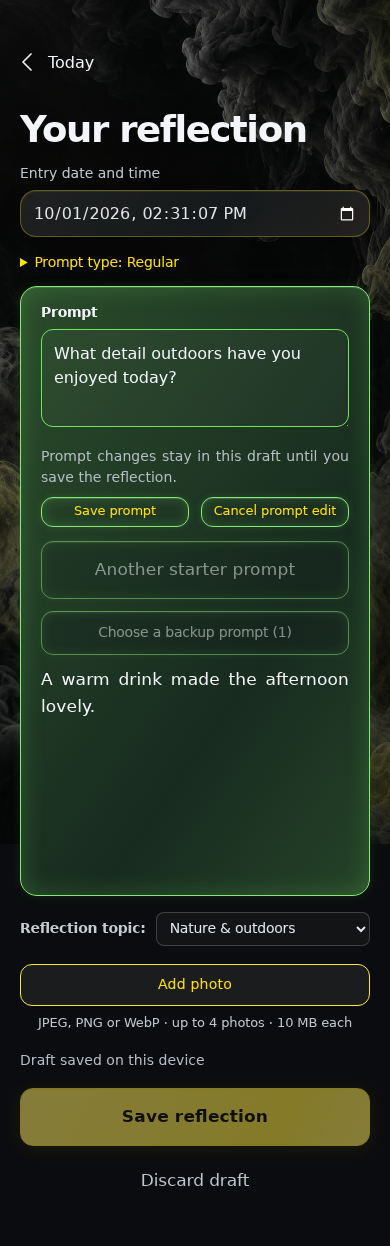 Today
Your reflection
Entry date and time
10/01/2026, 02:31:07 PM
Prompt type: Regular
Prompt
What detail outdoors have you
enjoyed today?
Prompt changes stay in this draft until you
save the reflection.
Save prompt
Cancel prompt edit
Another starter prompt
Choose a backup prompt (1)
A warm drink made the afternoon
lovely.
Reflection topic:
Nature & outdoors
Add photo
JPEG, PNG or WebP · up to 4 photos · 10 MB each
Draft saved on this device
Save reflection
Discard draft